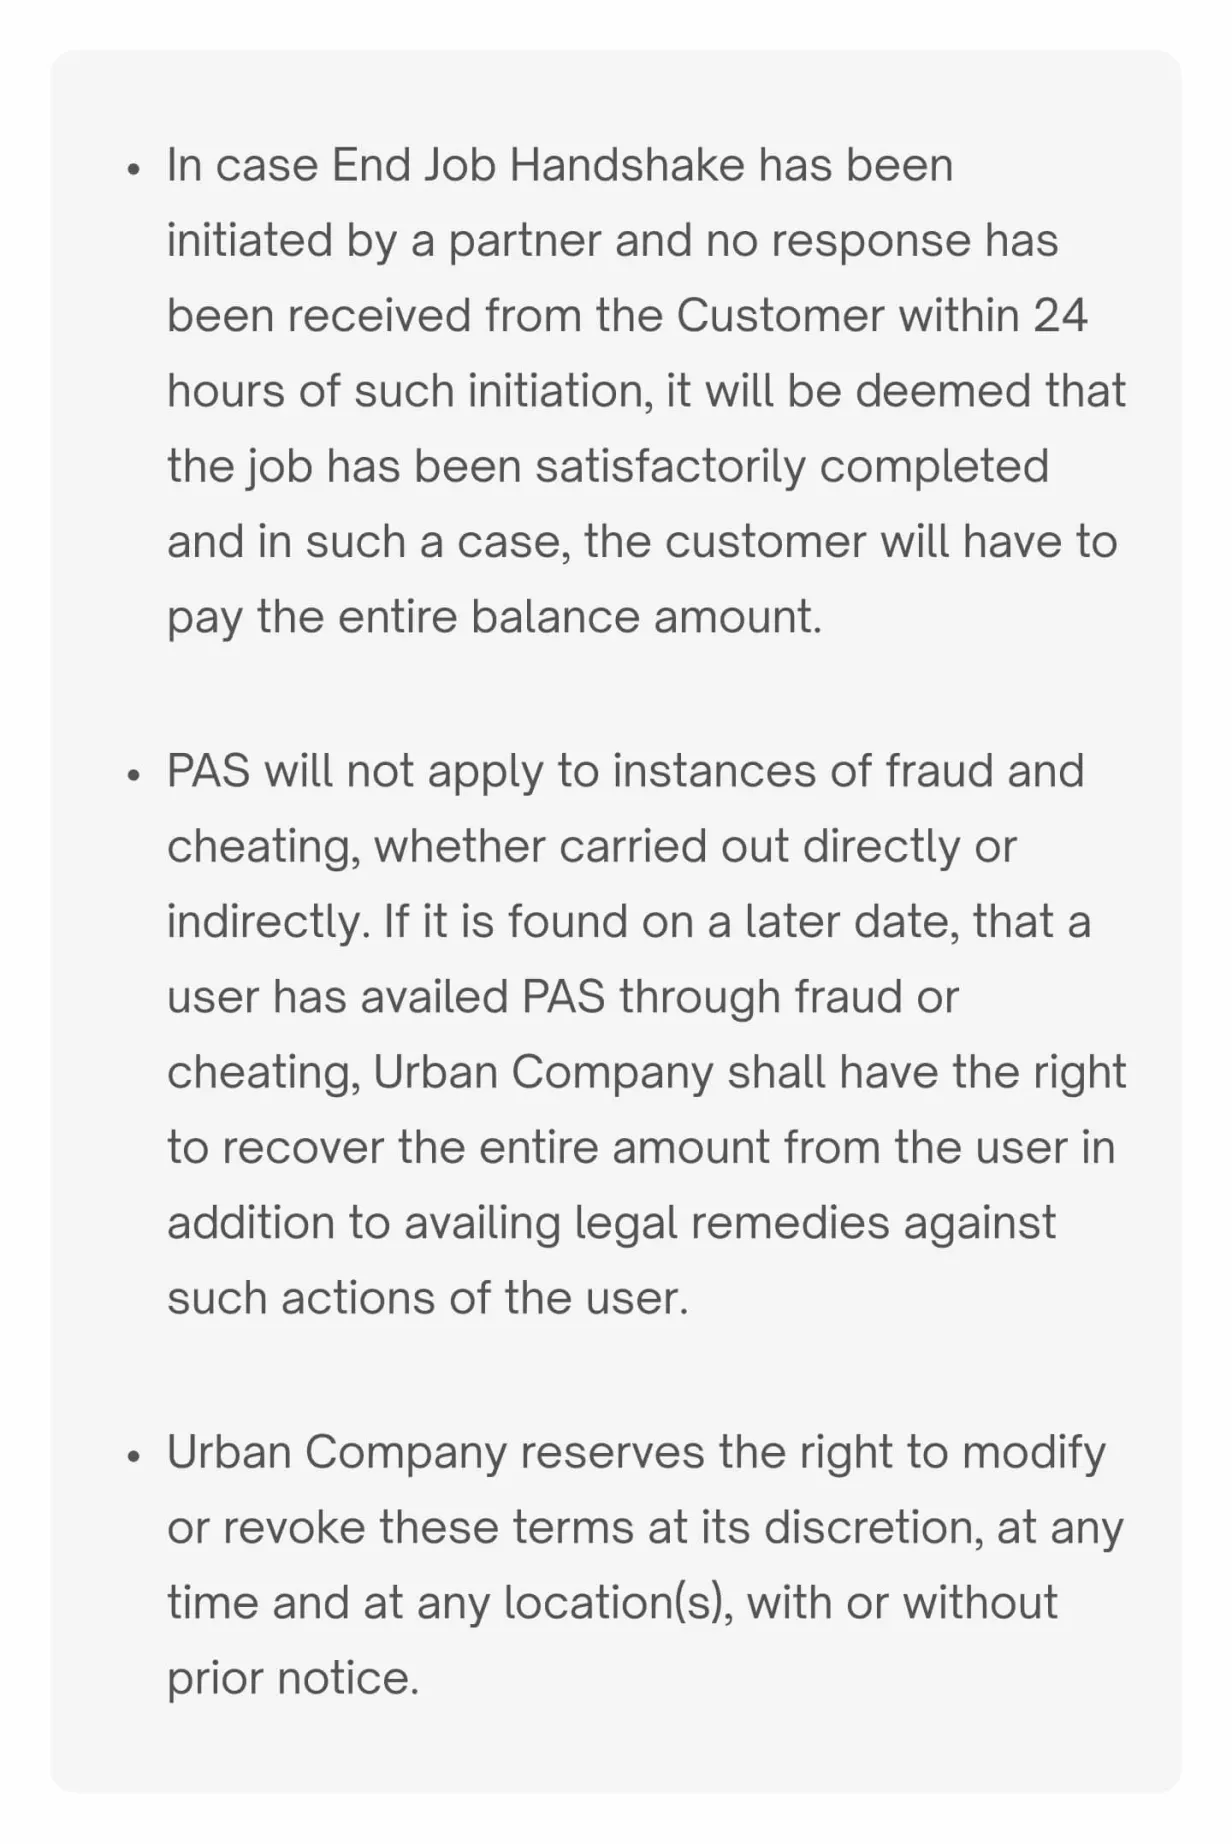 • In case End Job Handshake has been
initiated by a partner and no response has
been received from the Customer within 24
hours of such initiation, it will be deemed that
the job has been satisfactorily completed
and in such a case, the customer will have to
pay the entire balance amount.
• PAS will not apply to instances of fraud and
cheating, whether carried out directly or
indirectly. If it is found on a later date, that a
user has availed PAS through fraud or
cheating, Urban Company shall have the right
to recover the entire amount from the user in
addition to availing legal remedies against
such actions of the user.
• Urban Company reserves the right to modify
or revoke these terms at its discretion, at any
time and at any location(s), with or without
prior notice.